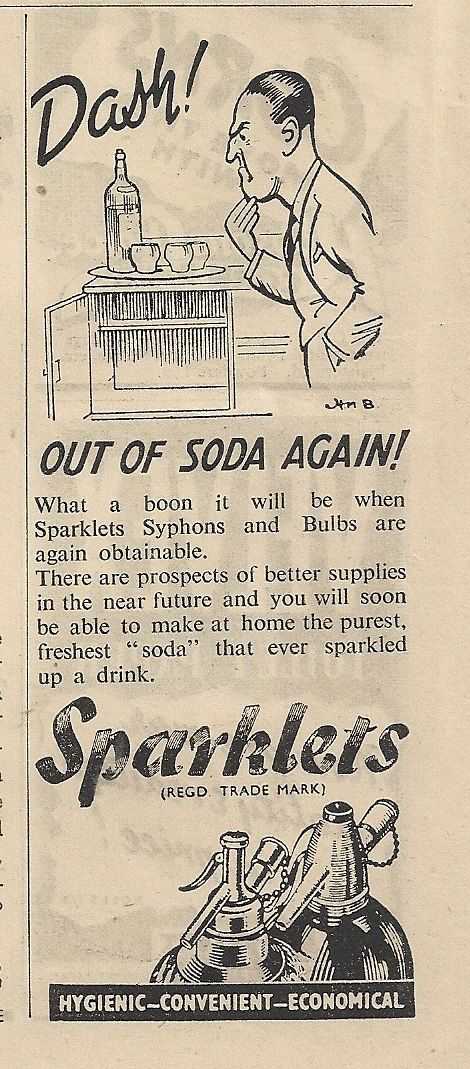 Dash!
HMB
OUT OF SODA AGAIN!
What a boon it will be when
Sparklets Syphons and Bulbs are
again obtainable.
There are prospects of better supplies
in the near future and you will soon
be able to make at home the purest,
freshest "soda" that ever sparkled
up a drink.
Sparklets
(REGD TRADE MARK)
HYGIENIC—CONVENIENT—ECONOMICAL